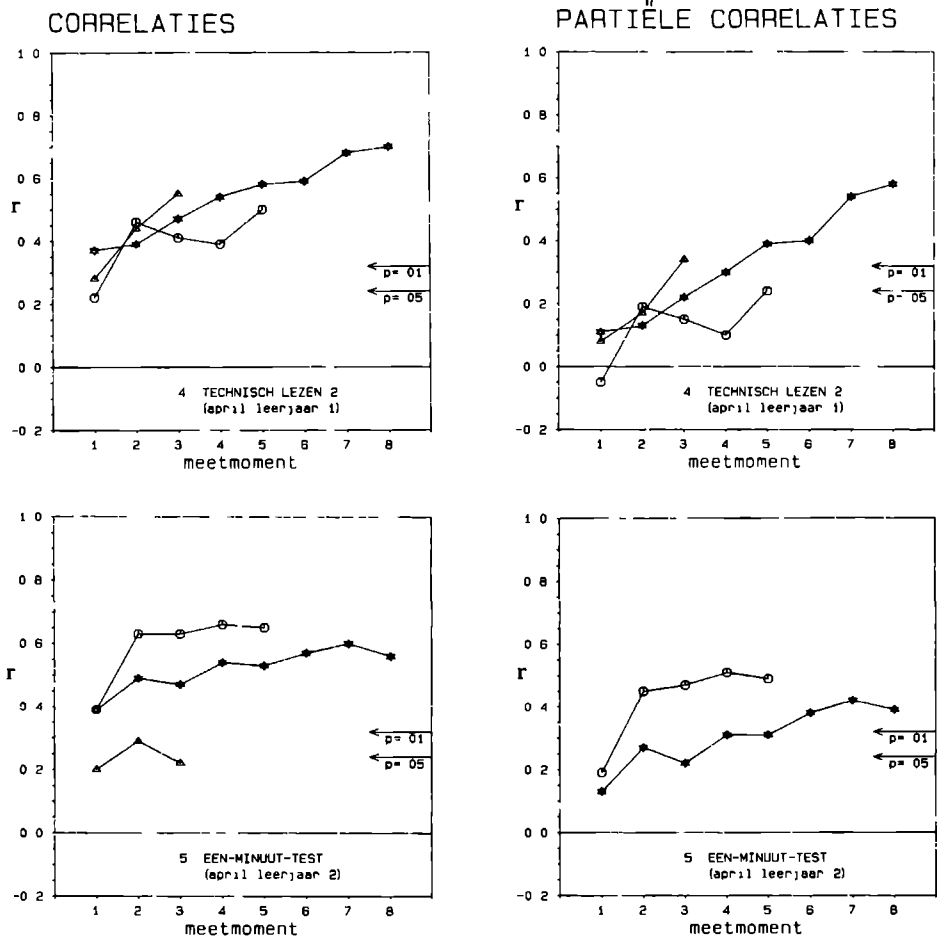 CORRELATIES
PARTIËLE CORRELATIES
1 0
0 8
0 6
r
0 4
0 2
0 0
-0 2
p= 01
p= 05
4 TECHNISCH LEZEN 2
(april leerjaar 1)
1 2 3 4 5 6 7 8
meetmoment
1 0
0 8
0 6
r
0 4
0 2
0 0
-0 2
p= 01
p- 05
4 TECHNISCH LEZEN 2
(april leerjaar 1)
1 2 3 4 5 6 7 8
meetmoment
1 0
0 8
0 6
r
0 4
0 2
0 0
-0 2
p= 01
p= 05
5 EEN-MINUUT-TEST
(april leerjaar 2)
1 2 3 4 5 6 7 8
meetmoment
1 0
0 8
0 6
r
0 4
0 2
0 0
-0 2
p= 01
p= 05
5 EEN-MINUUT-TEST
(april leerjaar 2)
1 2 3 4 5 6 7 8
meetmoment